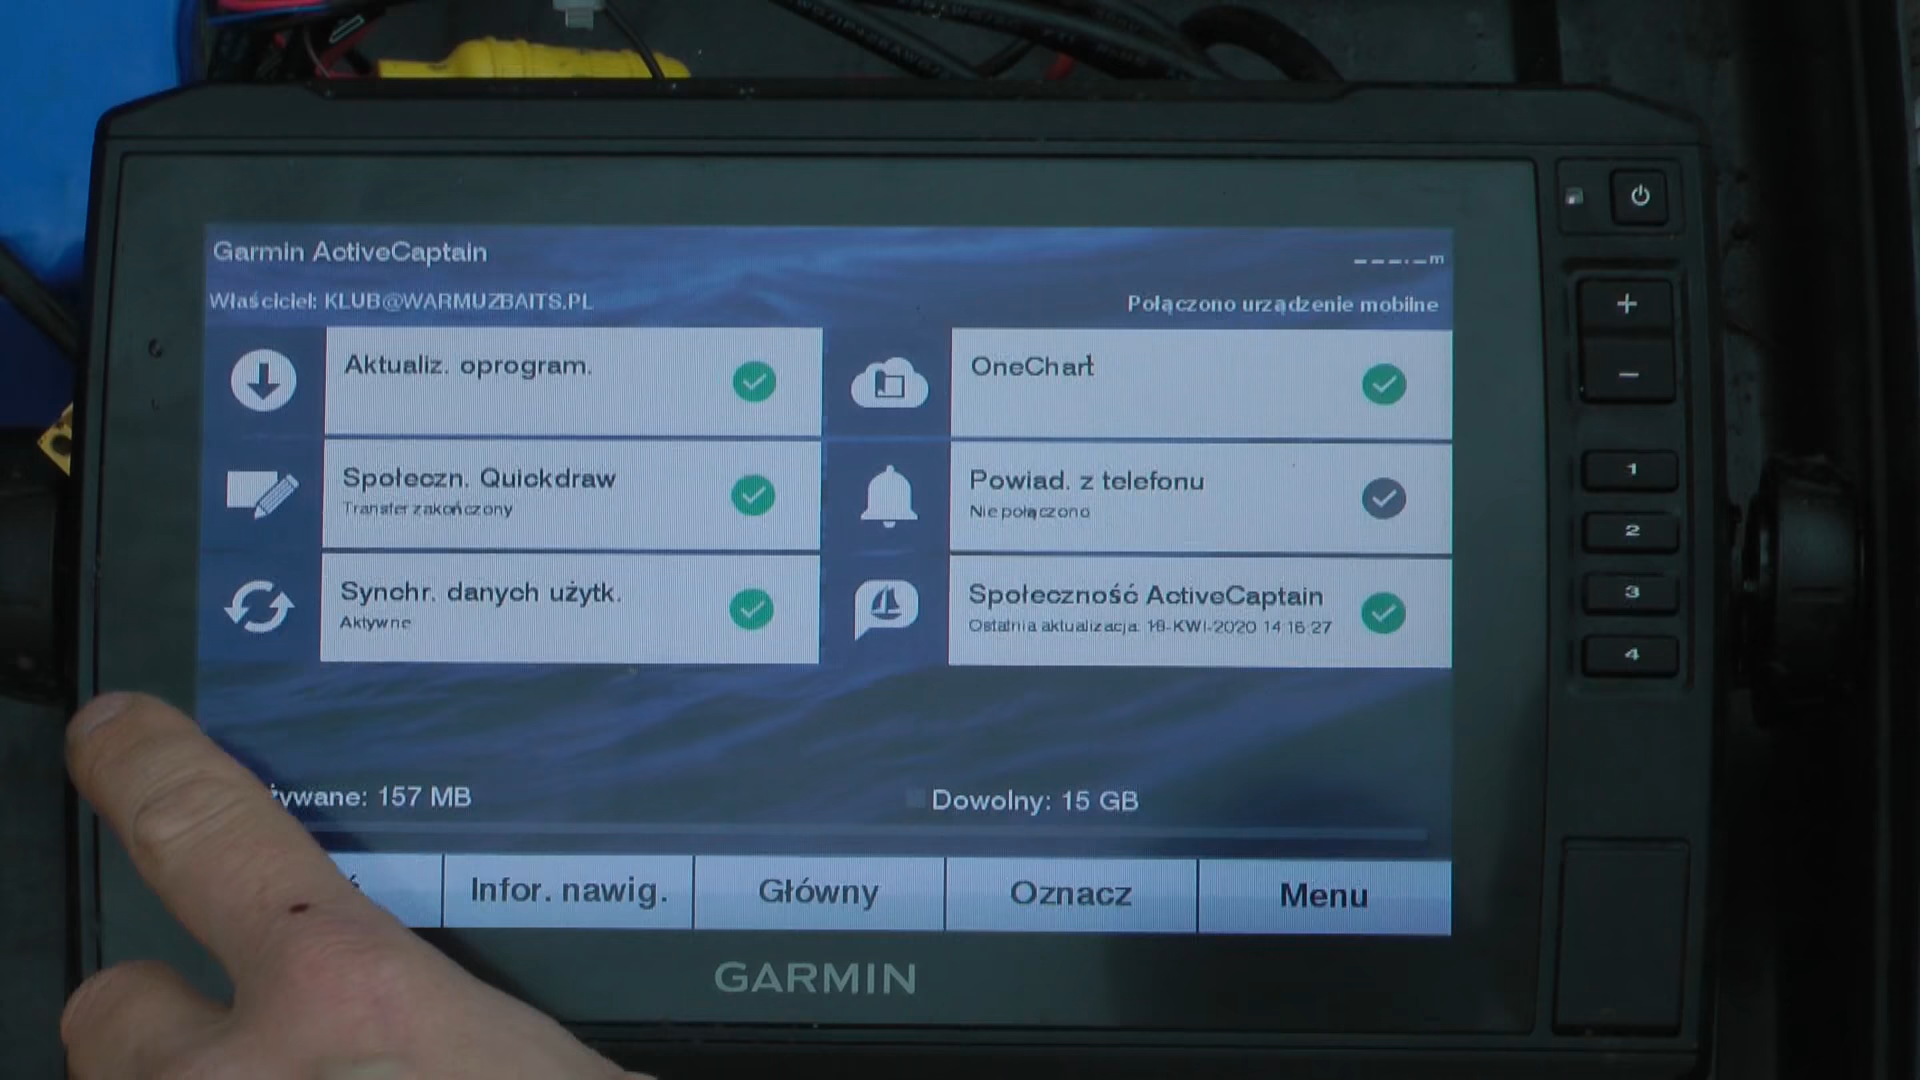 Garmin ActiveCaptain
m
Właściciel: KLUB@WARMUZBAITS.PL
Połączono urządzenie mobilne
Aktualiz. oprogram.
OneChart
Społeczn. Quickdraw
Transfer zakończony
Powiad. z telefonu
Nie połączono
Synchr. danych użytk.
Aktywne
Społeczność ActiveCaptain
Ostatnia aktualizacja: 18-KWI-2020 14:16:27
157 MB
Dowolny: 15 GB
Infor. nawig.
Główny
Oznacz
Menu
GARMIN
+
−
1
2
3
4